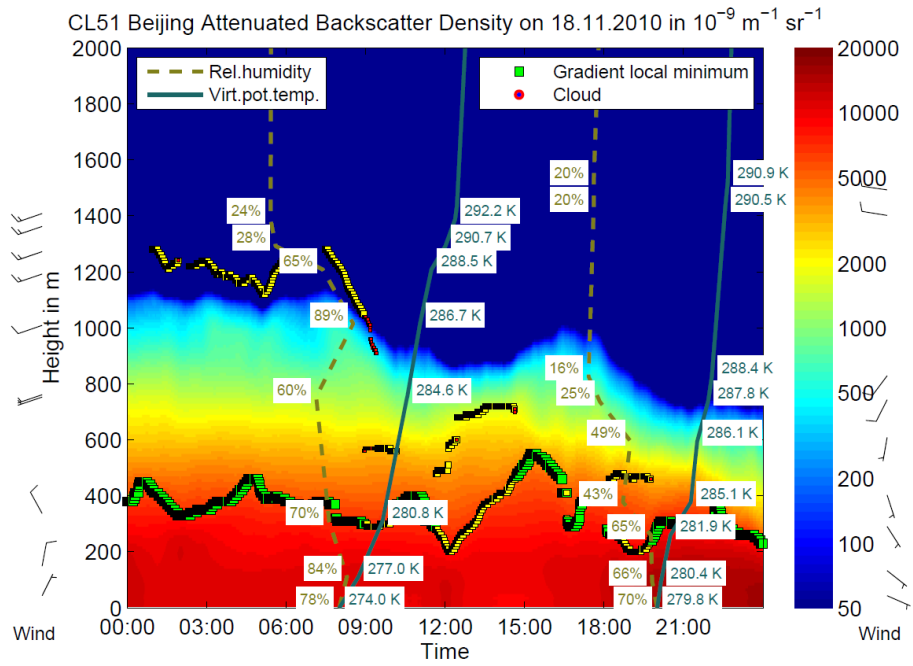 CL51 Beijing Attenuated Backscatter Density on 18.11.2010 in 10⁻⁹ m⁻¹ sr⁻¹
Rel.humidity
Virt.pot.temp.
Gradient local minimum
Cloud
Height in m
2000
1800
1600
1400
1200
1000
800
600
400
200
0
24%
28%
65%
89%
60%
70%
84%
78%
292.2 K
290.7 K
288.5 K
286.7 K
284.6 K
280.8 K
277.0 K
274.0 K
20%
20%
16%
25%
49%
43%
65%
66%
70%
290.9 K
290.5 K
288.4 K
287.8 K
286.1 K
285.1 K
281.9 K
280.4 K
279.8 K
20000
10000
5000
2000
1000
500
200
100
50
00:00 03:00 06:00 09:00 12:00 15:00 18:00 21:00
Wind
Time
Wind